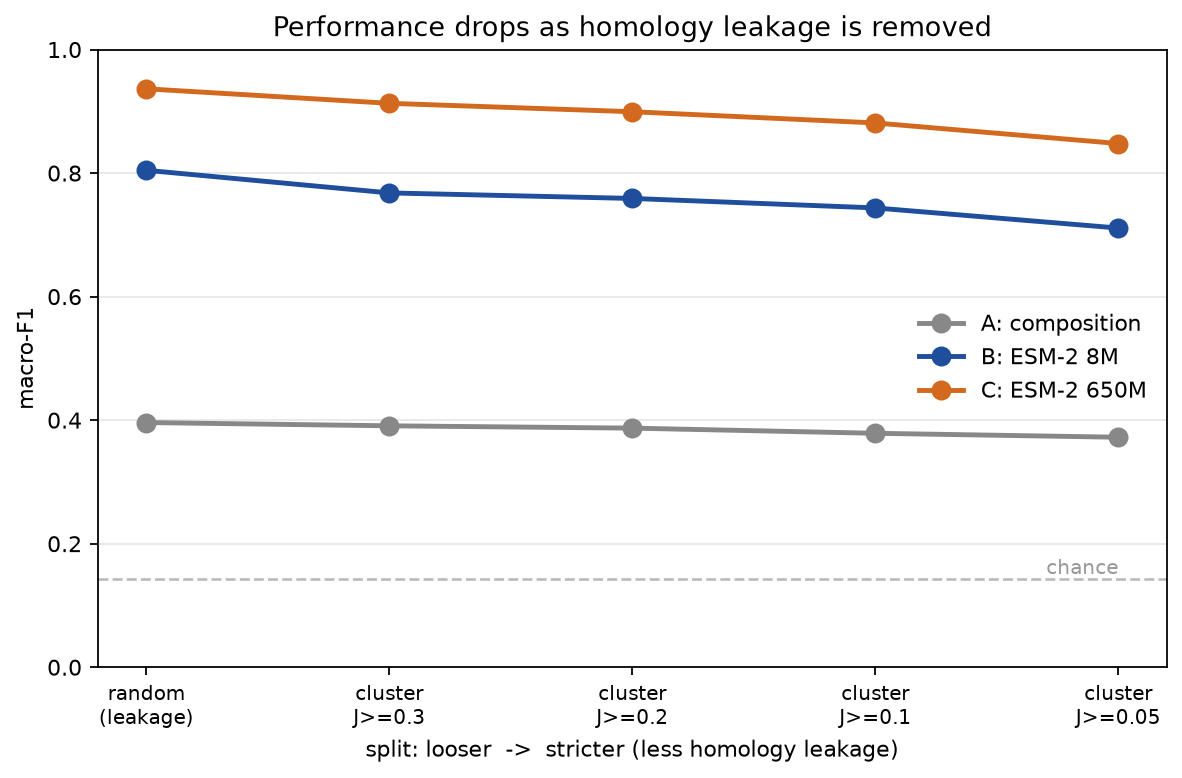 Performance drops as homology leakage is removed
macro-F1
1.0
0.8
0.6
0.4
0.2
0.0
A: composition
B: ESM-2 8M
C: ESM-2 650M
chance
random
(leakage)
cluster
J>=0.3
cluster
J>=0.2
cluster
J>=0.1
cluster
J>=0.05
split: looser -> stricter (less homology leakage)